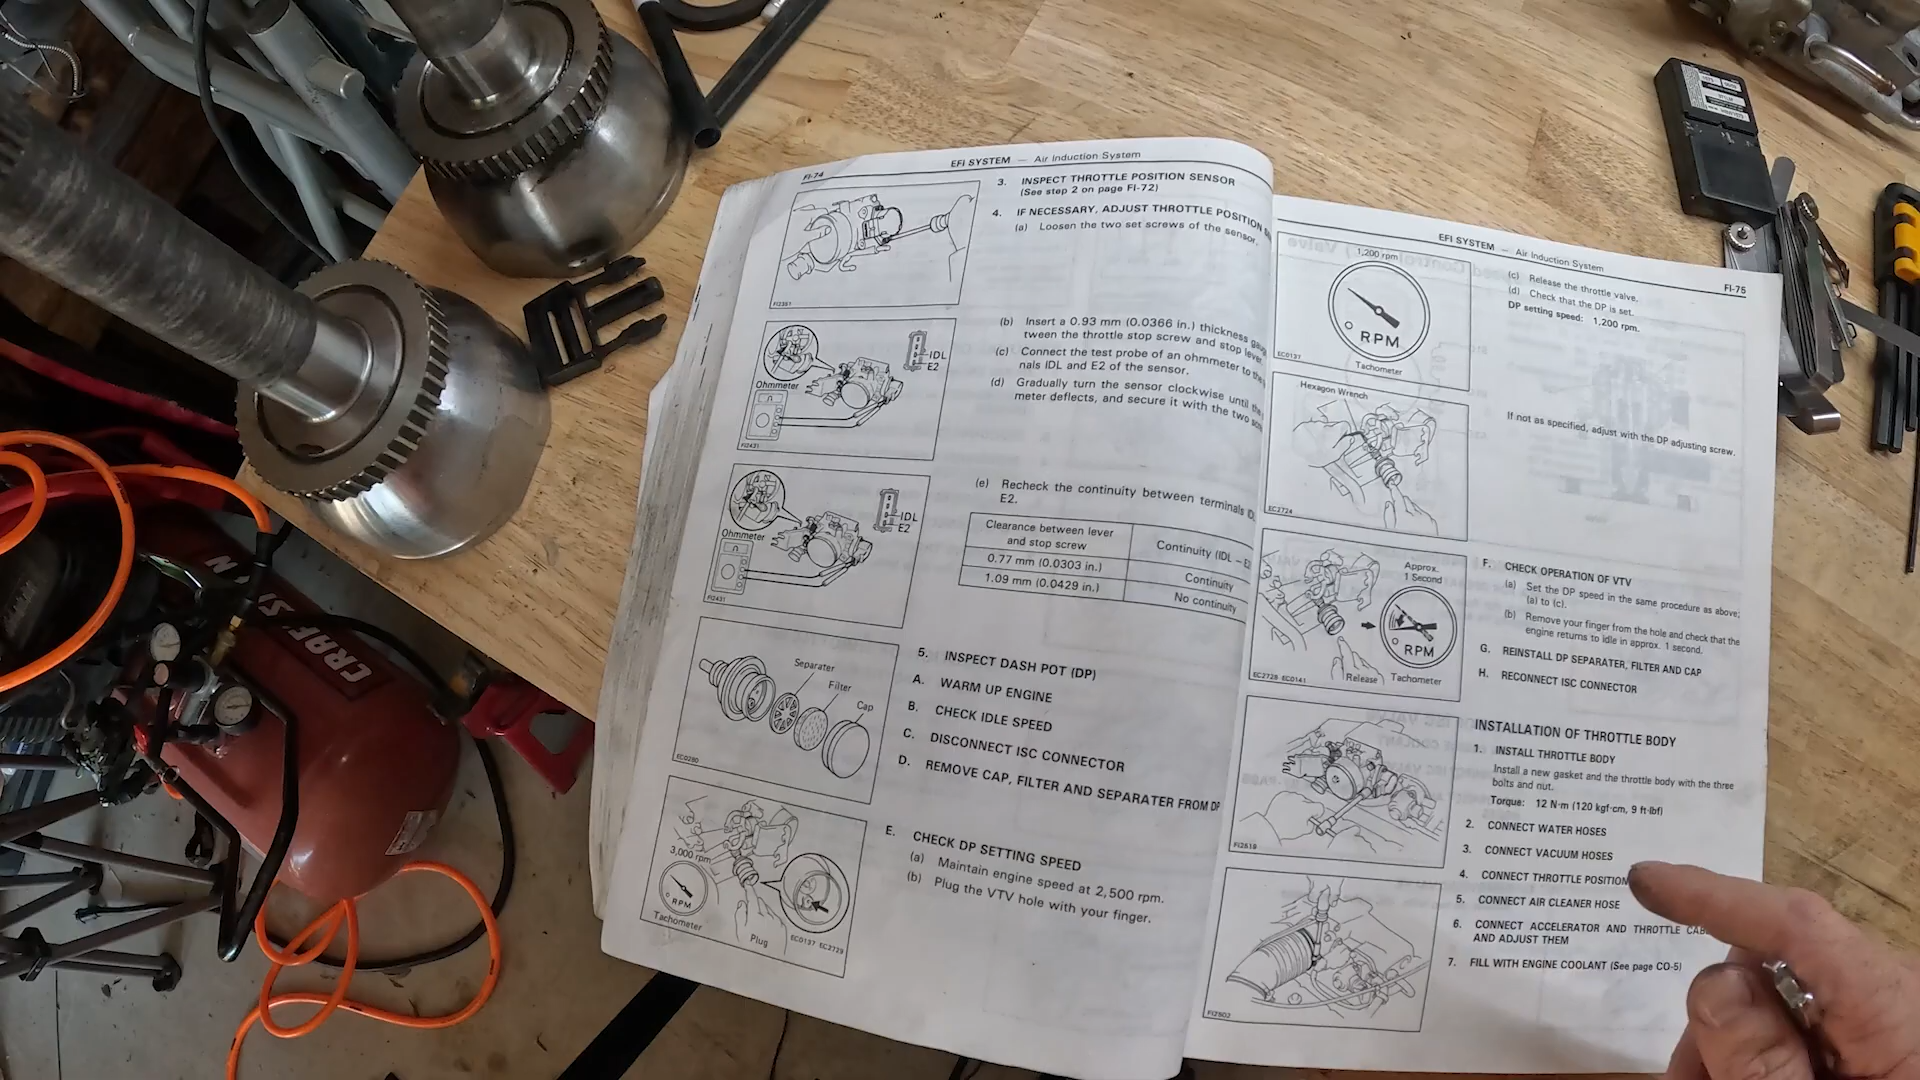 FI-74
EFI SYSTEM — Air Induction System
3. INSPECT THROTTLE POSITION SENSOR
(See step 2 on page FI-72)
4. IF NECESSARY, ADJUST THROTTLE POSITION
(a) Loosen the two set screws of the sensor.
FI2351
(b) Insert a 0.93 mm (0.0366 in.) thickness
tween the throttle stop screw and stop lever.
(c) Connect the test probe of an ohmmeter to the
nals IDL and E2 of the sensor.
(d) Gradually turn the sensor clockwise until the
meter deflects, and secure it with the two
IDL
E2
Ohmmeter
Ω
FI2431
(e) Recheck the continuity between terminals
E2.
Clearance between lever
and stop screw
Continuity (IDL –
0.77 mm (0.0303 in.)
Continuity
1.09 mm (0.0429 in.)
No continuity
IDL
E2
Ohmmeter
Ω
FI2431
Separater
Filter
Cap
EC0280
5. INSPECT DASH POT (DP)
A. WARM UP ENGINE
B. CHECK IDLE SPEED
C. DISCONNECT ISC CONNECTOR
D. REMOVE CAP, FILTER AND SEPARATER FROM DP
E. CHECK DP SETTING SPEED
(a) Maintain engine speed at 2,500 rpm.
(b) Plug the VTV hole with your finger.
3,000 rpm
RPM
Tachometer
Plug
EC0137 EC2729
EFI SYSTEM — Air Induction System
FI-75
1,200 rpm
RPM
EC0137
Tachometer
(c) Release the throttle valve.
(d) Check that the DP is set.
DP setting speed: 1,200 rpm.
Hexagon Wrench
EC2724
If not as specified, adjust with the DP adjusting screw.
Approx.
1 Second
RPM
EC2728 EC0141
Release
Tachometer
F. CHECK OPERATION OF VTV
(a) Set the DP speed in the same procedure as above,
(a) to (c).
(b) Remove your finger from the hole and check that the
engine returns to idle in approx. 1 second.
G. REINSTALL DP SEPARATER, FILTER AND CAP
H. RECONNECT ISC CONNECTOR
INSTALLATION OF THROTTLE BODY
1. INSTALL THROTTLE BODY
Install a new gasket and the throttle body with the three
bolts and nut.
Torque: 12 N·m (120 kgf·cm, 9 ft·lbf)
2. CONNECT WATER HOSES
3. CONNECT VACUUM HOSES
4. CONNECT THROTTLE POSITION
5. CONNECT AIR CLEANER HOSE
6. CONNECT ACCELERATOR AND THROTTLE
AND ADJUST THEM
7. FILL WITH ENGINE COOLANT (See page CO-5)
FI2519
FI2502